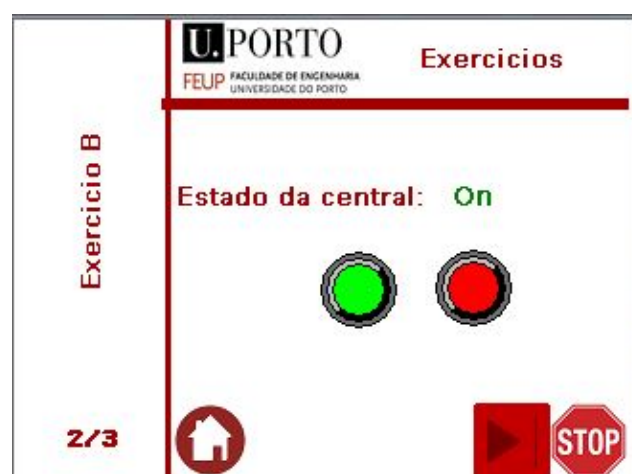 U. PORTO
FEUP FACULDADE DE ENGENHARIA
UNIVERSIDADE DO PORTO
Exercicios
Exercicio B
Estado da central: On
2/3
STOP